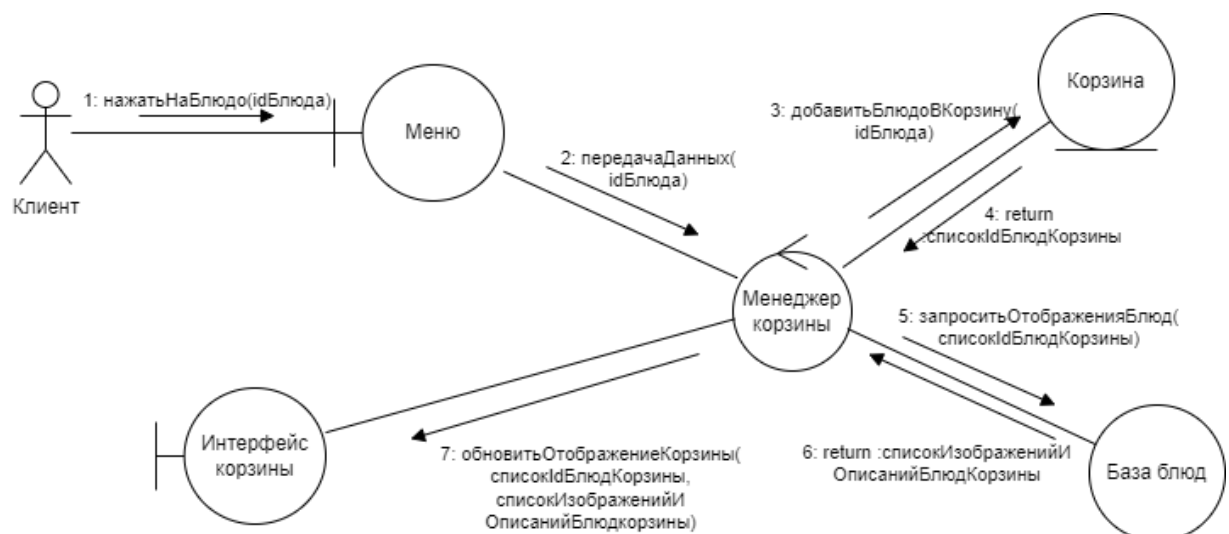 Клиент
1: нажатьНаБлюдо(idБлюда)
Меню
2: передачаДанных(
idБлюда)
3: добавитьБлюдоВКорзину(
idБлюда)
Корзина
4: return
:списокIdБлюдКорзины
Менеджер
корзины
5: запроситьОтображенияБлюд(
списокIdБлюдКорзины)
6: return :списокИзображенийИ
ОписанийБлюдКорзины
База блюд
Интерфейс
корзины
7: обновитьОтображениеКорзины(
списокIdБлюдКорзины,
списокИзображенийИ
ОписанийБлюдкорзины)